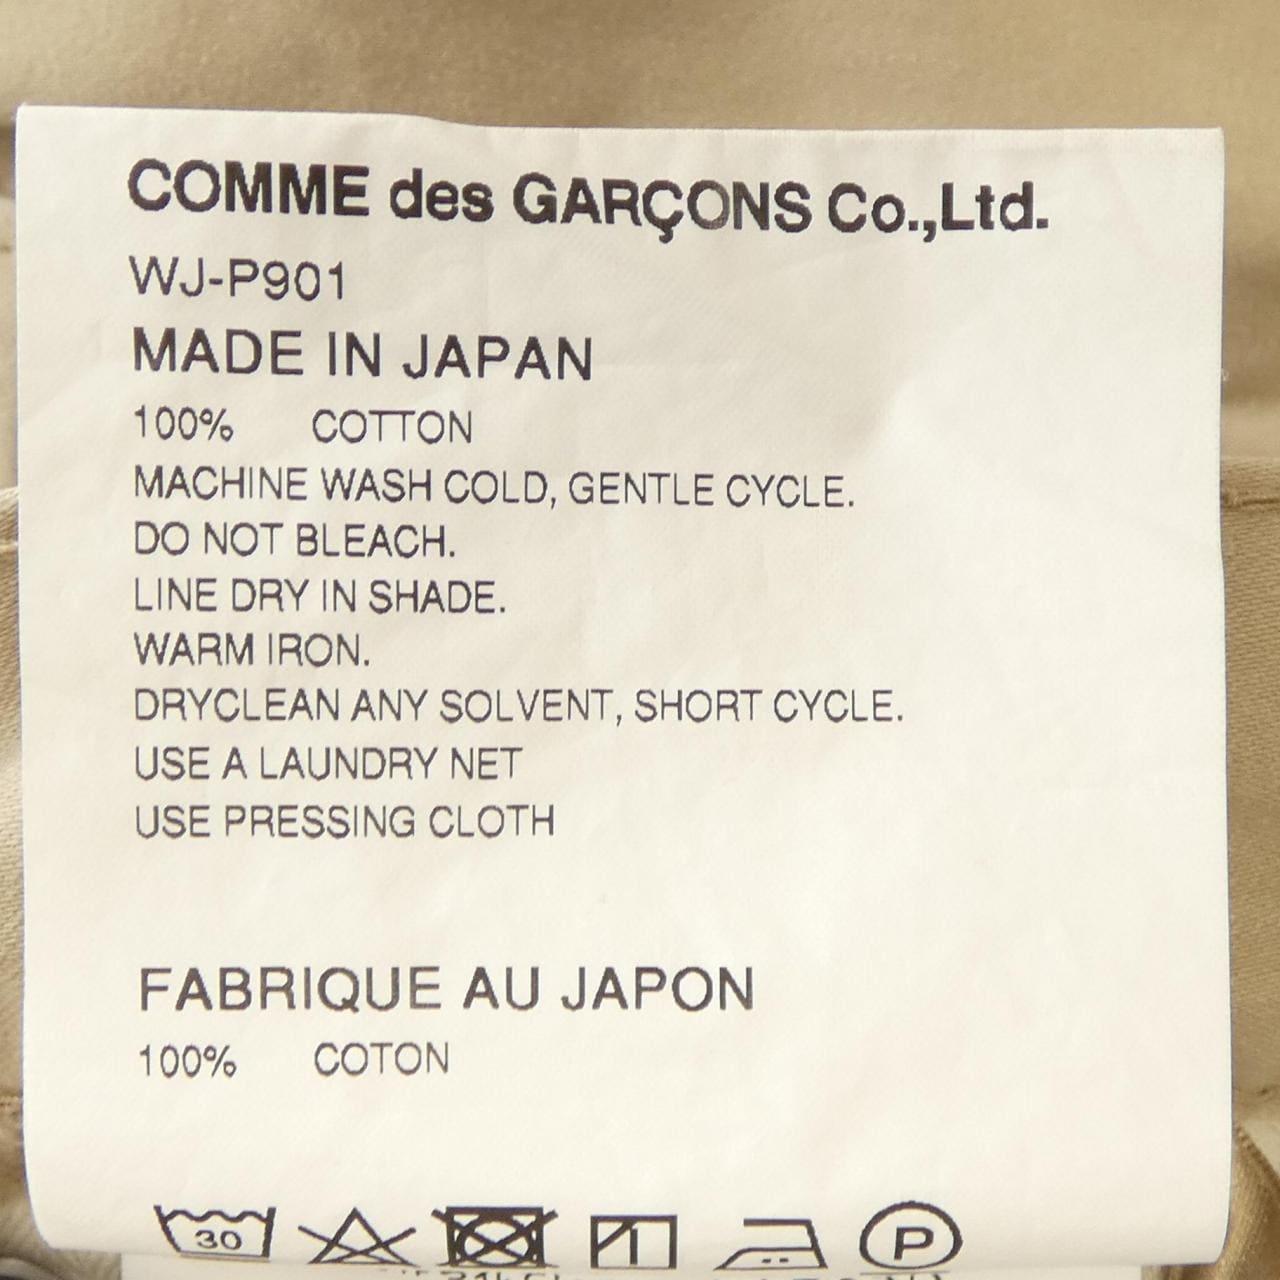 COMME des GARÇONS Co.,Ltd.
WJ-P901
MADE IN JAPAN
100% COTTON
MACHINE WASH COLD, GENTLE CYCLE.
DO NOT BLEACH.
LINE DRY IN SHADE.
WARM IRON.
DRYCLEAN ANY SOLVENT, SHORT CYCLE.
USE A LAUNDRY NET
USE PRESSING CLOTH
FABRIQUE AU JAPON
100% COTON
30 P